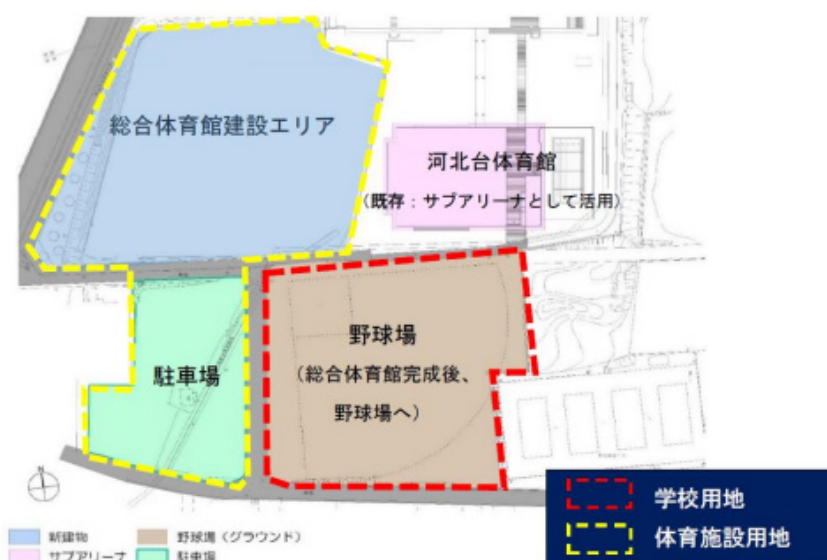 総合体育館建設エリア
河北台体育館
（既存：サブアリーナとして活用）
野球場
（総合体育館完成後、
野球場へ）
駐車場
N
学校用地
体育施設用地
新建物
野球場（グラウンド）
サブアリーナ
駐車場